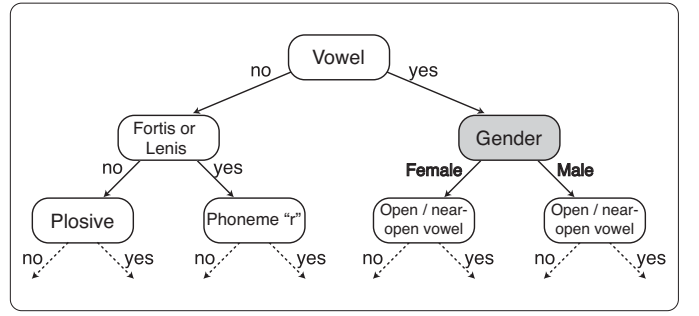 Vowel
no
yes
Fortis or
Lenis
Gender
no
yes
Female
Male
Plosive
Phoneme “r”
Open / near-
open vowel
Open / near-
open vowel
no
yes
no
yes
no
yes
no
yes